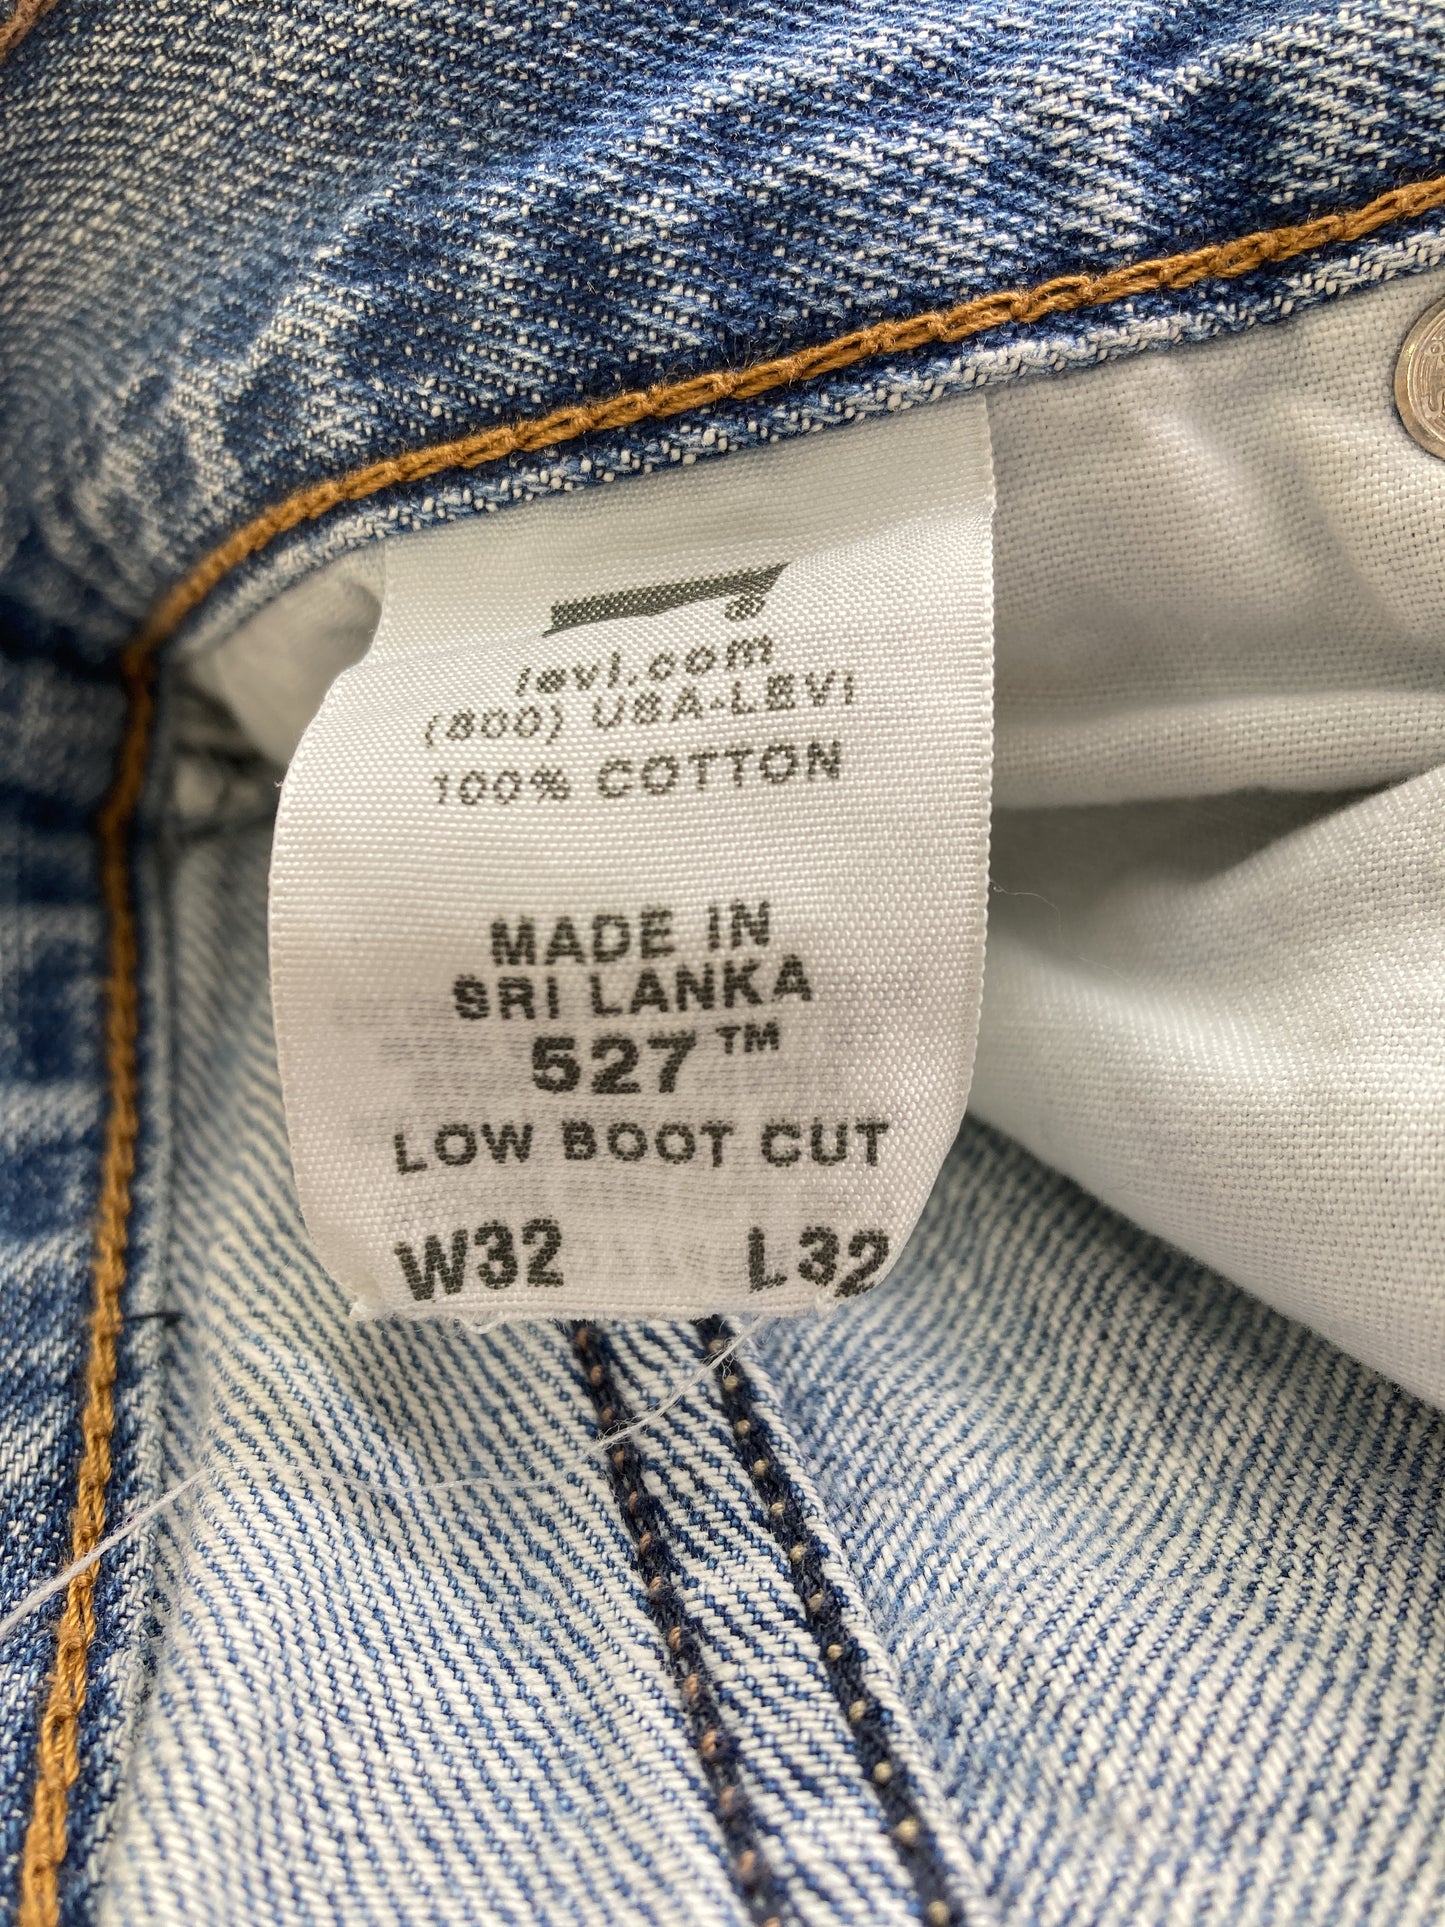 levi.com
(800) USA-LEVI
100% COTTON
MADE IN
SRI LANKA
527™
LOW BOOT CUT
W32 L32